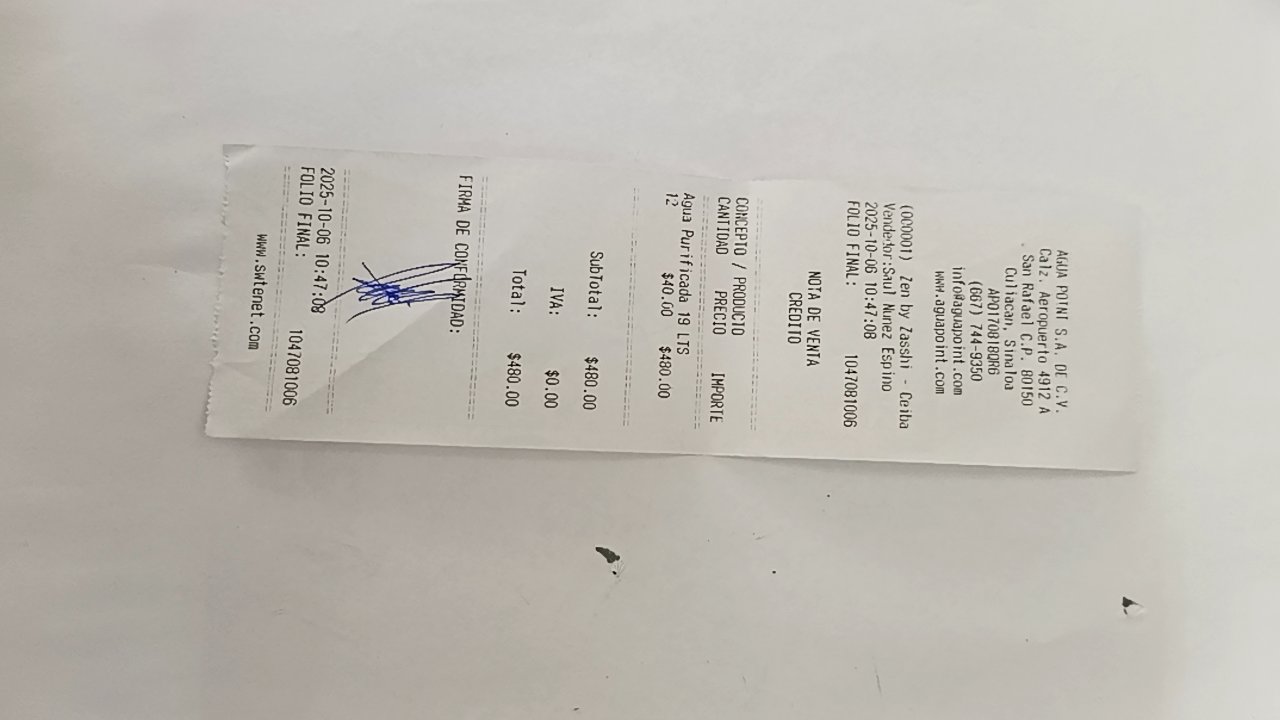 AGUA POINT S.A. DE C.V.
Calz. Aeropuerto 4912 A
San Rafael C.P. 80150
Culiacan, Sinaloa
APO170818DR6
(667) 744-9350
info@aguapoint.com
www.aguapoint.com
(000001) Zen by Zasshi - Ceiba
Vendedor:Saul Nunez Espino
2025-10-06 10:47:08
FOLIO FINAL: 1047081006
NOTA DE VENTA
CREDITO
CONCEPTO / PRODUCTO
CANTIDAD PRECIO IMPORTE
Agua Purificada 19 LTS
12 $40.00 $480.00
SubTotal: $480.00
IVA: $0.00
Total: $480.00
FIRMA DE CONFORMIDAD:
2025-10-06 10:47:08
FOLIO FINAL: 1047081006
www.swtenet.com